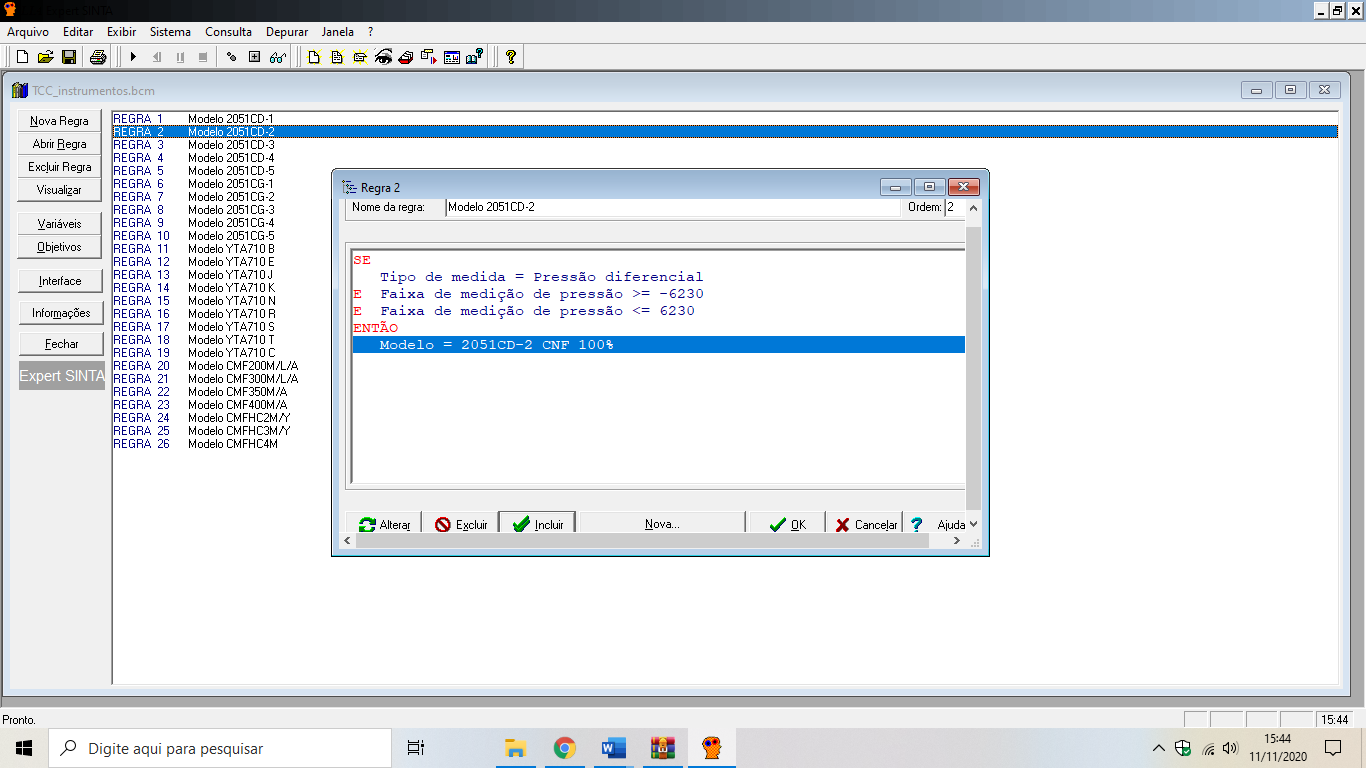 Expert SINTA
Arquivo Editar Exibir Sistema Consulta Depurar Janela ?
TCC_instrumentos.bcm
Nova Regra
Abrir Regra
Excluir Regra
Visualizar
Variáveis
Objetivos
Interface
Informações
Fechar
Expert SINTA
REGRA 1 Modelo 2051CD-1
REGRA 2 Modelo 2051CD-2
REGRA 3 Modelo 2051CD-3
REGRA 4 Modelo 2051CD-4
REGRA 5 Modelo 2051CD-5
REGRA 6 Modelo 2051CG-1
REGRA 7 Modelo 2051CG-2
REGRA 8 Modelo 2051CG-3
REGRA 9 Modelo 2051CG-4
REGRA 10 Modelo 2051CG-5
REGRA 11 Modelo YTA710 B
REGRA 12 Modelo YTA710 E
REGRA 13 Modelo YTA710 J
REGRA 14 Modelo YTA710 K
REGRA 15 Modelo YTA710 N
REGRA 16 Modelo YTA710 R
REGRA 17 Modelo YTA710 S
REGRA 18 Modelo YTA710 T
REGRA 19 Modelo YTA710 C
REGRA 20 Modelo CMF200M/L/A
REGRA 21 Modelo CMF300M/L/A
REGRA 22 Modelo CMF350M/A
REGRA 23 Modelo CMF400M/A
REGRA 24 Modelo CMFHC2M/Y
REGRA 25 Modelo CMFHC3M/Y
REGRA 26 Modelo CMFHC4M
Regra 2
Nome da regra: Modelo 2051CD-2 Ordem: 2
SE
Tipo de medida = Pressão diferencial
E Faixa de medição de pressão >= -6230
E Faixa de medição de pressão <= 6230
ENTÃO
Modelo = 2051CD-2 CNF 100%
Alterar Excluir Incluir Nova... OK Cancelar Ajuda
Pronto. 15:44
Digite aqui para pesquisar
15:44
11/11/2020